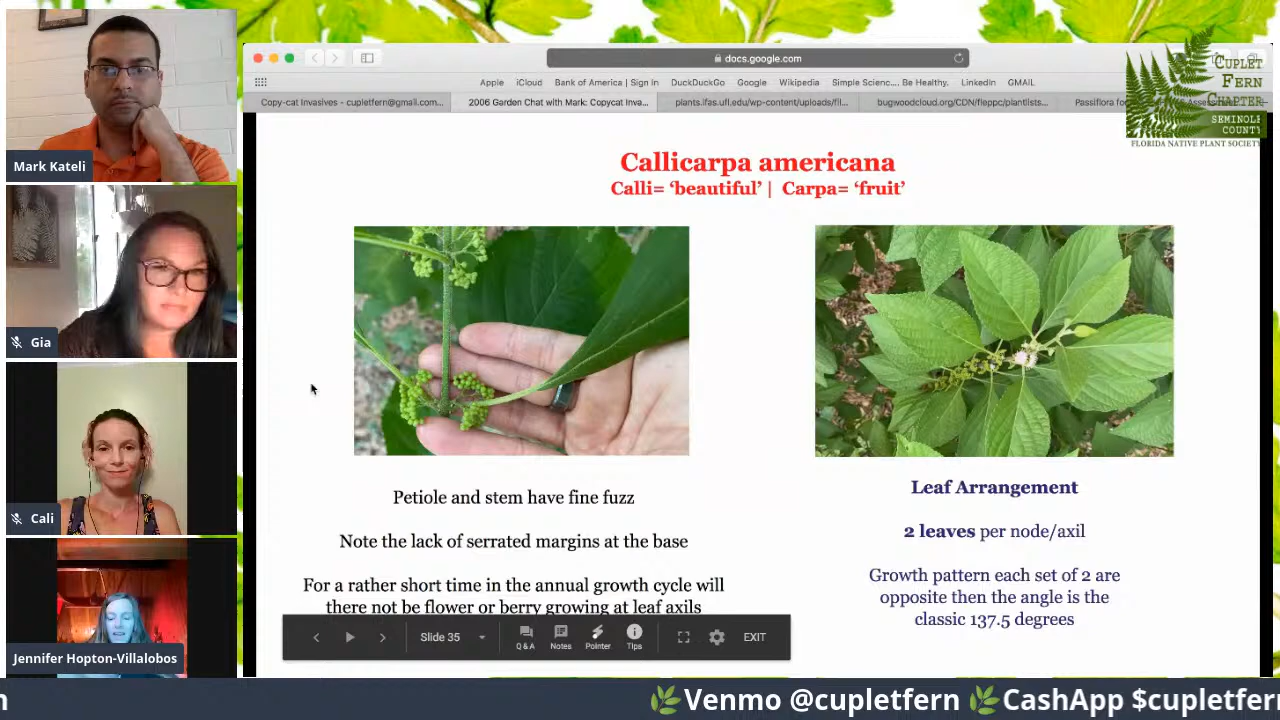 Mark Kateli
Gia
Cali
Jennifer Hopton-Villalobos
docs.google.com
Apple iCloud Bank of America | Sign In DuckDuckGo Google Wikipedia Simple Scienc... Be Healthy. LinkedIn GMAIL
Copy-cat Invasives - cupletfern@gmail.com... 2006 Garden Chat with Mark: Copycat Inva... plants.ifas.ufl.edu/wp-content/uploads/fil... bugwoodcloud.org/CDN/fleppc/plantlists... Passiflora fo
CUPLET
FERN
CHAPTER
SEMINOLE
COUNTY
FLORIDA NATIVE PLANT SOCIETY
Callicarpa americana
Calli= ‘beautiful’ | Carpa= ‘fruit’
Petiole and stem have fine fuzz
Note the lack of serrated margins at the base
For a rather short time in the annual growth cycle will
there not be flower or berry growing at leaf axils
Leaf Arrangement
2 leaves per node/axil
Growth pattern each set of 2 are
opposite then the angle is the
classic 137.5 degrees
Slide 35
Q & A Notes Pointer Tips
EXIT
n Venmo @cupletfern CashApp $cupletfern